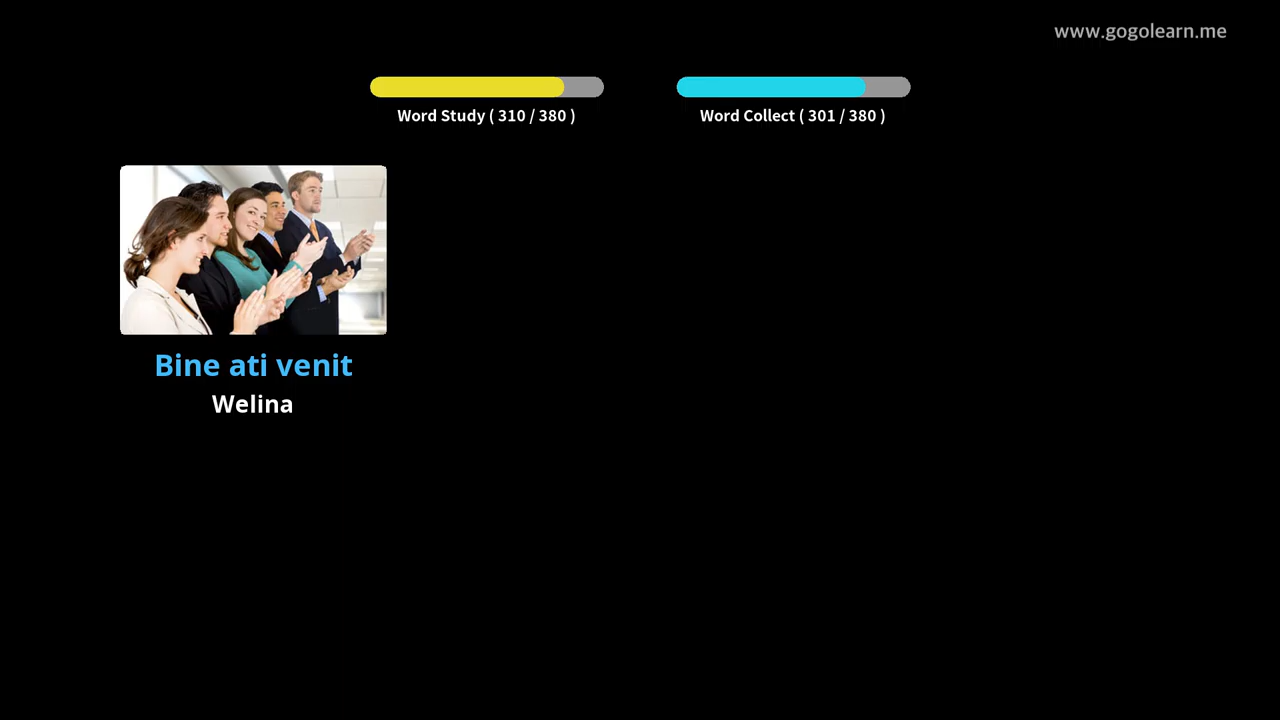 www.gogolearn.me
Word Study ( 310 / 380 )
Word Collect ( 301 / 380 )
Bine ati venit
Welina